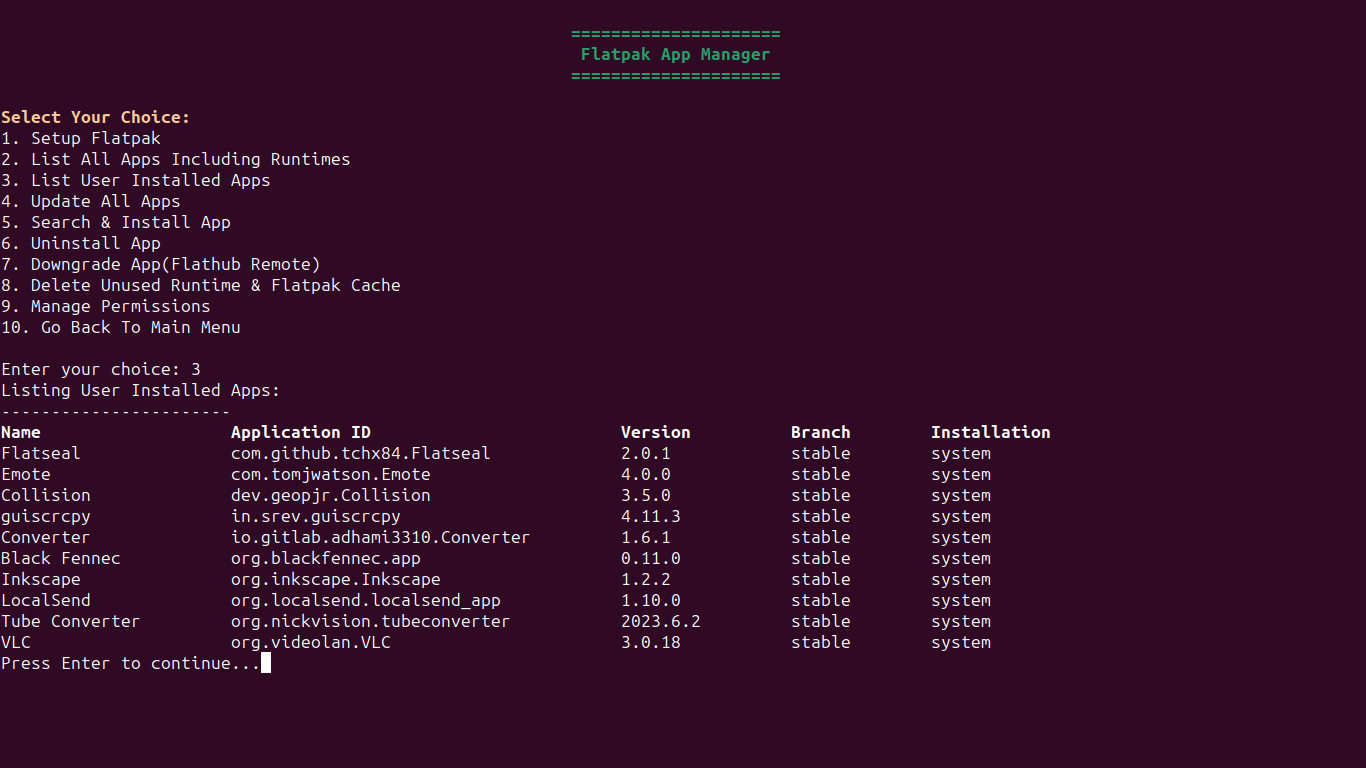 =====================
Flatpak App Manager
=====================
Select Your Choice:
1. Setup Flatpak
2. List All Apps Including Runtimes
3. List User Installed Apps
4. Update All Apps
5. Search & Install App
6. Uninstall App
7. Downgrade App(Flathub Remote)
8. Delete Unused Runtime & Flatpak Cache
9. Manage Permissions
10. Go Back To Main Menu
Enter your choice: 3
Listing User Installed Apps:
-----------------------
Name Application ID Version Branch Installation
Flatseal com.github.tchx84.Flatseal 2.0.1 stable system
Emote com.tomjwatson.Emote 4.0.0 stable system
Collision dev.geopjr.Collision 3.5.0 stable system
guiscrcpy in.srev.guiscrcpy 4.11.3 stable system
Converter io.gitlab.adhami3310.Converter 1.6.1 stable system
Black Fennec org.blackfennec.app 0.11.0 stable system
Inkscape org.inkscape.Inkscape 1.2.2 stable system
LocalSend org.localsend.localsend_app 1.10.0 stable system
Tube Converter org.nickvision.tubeconverter 2023.6.2 stable system
VLC org.videolan.VLC 3.0.18 stable system
Press Enter to continue...